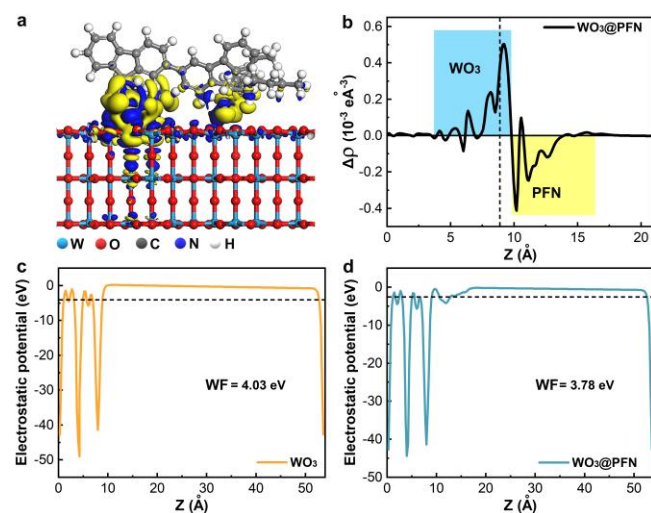 a
W O C N H
b
WO₃@PFN
WO₃
PFN
Δρ (10⁻³ eÅ⁻³)
0.6
0.4
0.2
0.0
-0.2
-0.4
0 5 10 15 20
Z (Å)
c
Electrostatic potential (eV)
0
-10
-20
-30
-40
-50
WF = 4.03 eV
WO₃
0 10 20 30 40 50
Z (Å)
d
Electrostatic potential (eV)
0
-10
-20
-30
-40
-50
WF = 3.78 eV
WO₃@PFN
0 10 20 30 40 50
Z (Å)